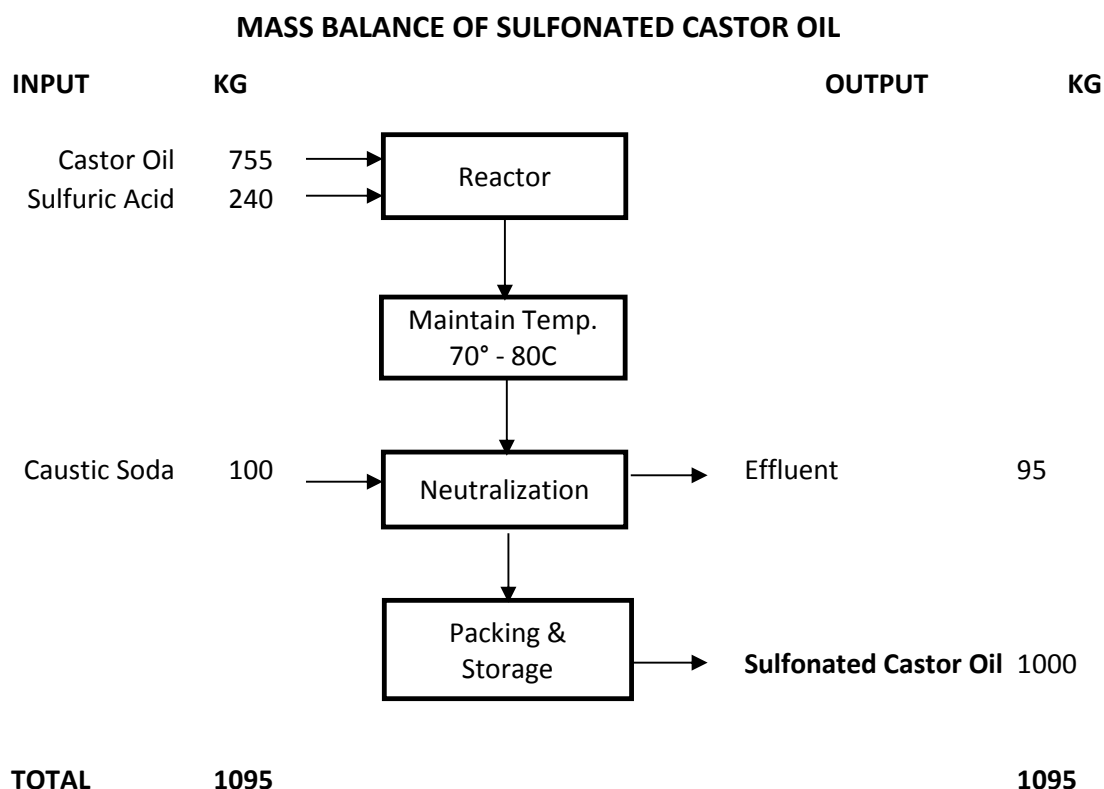 MASS BALANCE OF SULFONATED CASTOR OIL
INPUT KG OUTPUT KG
Castor Oil 755
Sulfuric Acid 240
Reactor
Maintain Temp.
70° - 80C
Caustic Soda 100
Neutralization
Effluent 95
Packing &
Storage
Sulfonated Castor Oil 1000
TOTAL 1095 1095